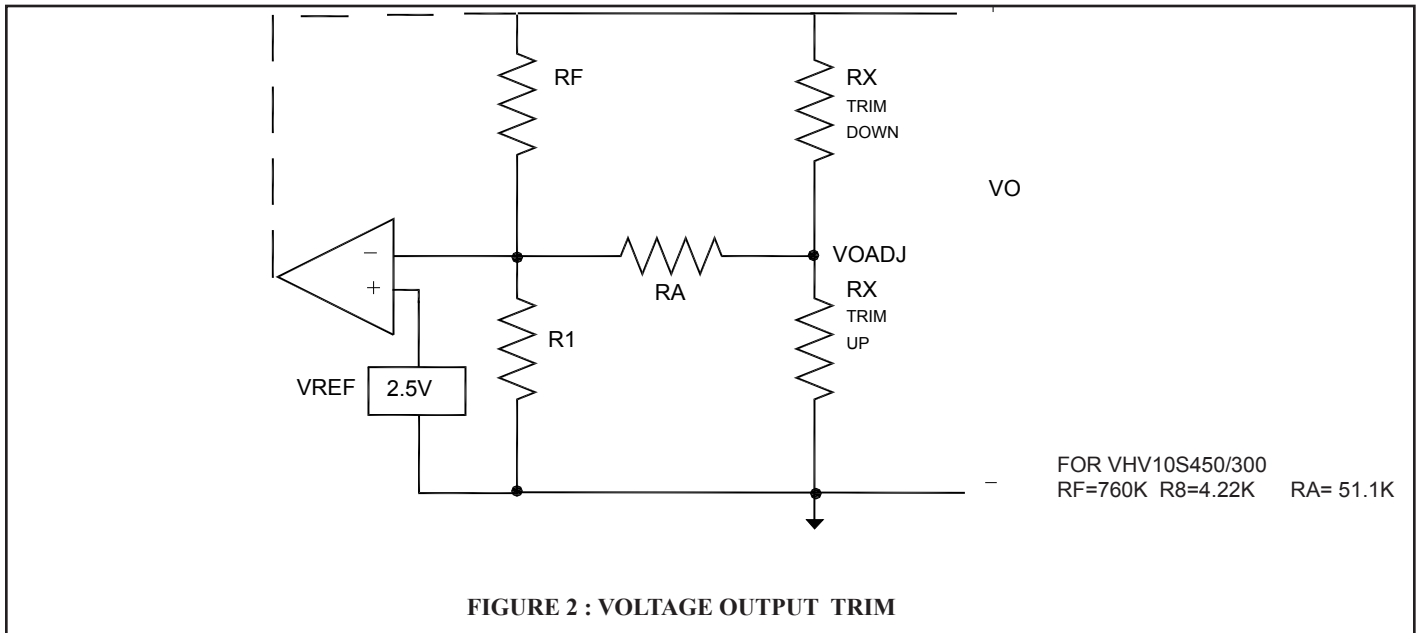 RF
RX
TRIM
DOWN
VO
VOADJ
RA
RX
TRIM
UP
R1
VREF 2.5V
FOR VHV10S450/300
RF=760K R8=4.22K RA= 51.1K
FIGURE 2 : VOLTAGE OUTPUT TRIM